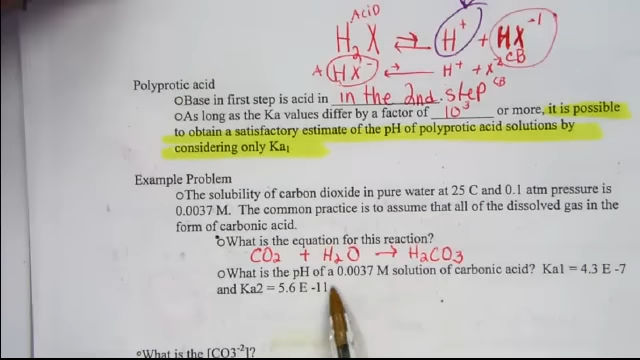 ACID
H2X ⇌ H+ + HX-1
CB
A HX- ⇌ H+ + X-2
CB
Polyprotic acid
oBase in first step is acid in in the 2nd step.
oAs long as the Ka values differ by a factor of 10^3 or more, it is possible
to obtain a satisfactory estimate of the pH of polyprotic acid solutions by
considering only Ka1
Example Problem
oThe solubility of carbon dioxide in pure water at 25 C and 0.1 atm pressure is
0.0037 M. The common practice is to assume that all of the dissolved gas in the
form of carbonic acid.
oWhat is the equation for this reaction?
CO2 + H2O → H2CO3
oWhat is the pH of a 0.0037 M solution of carbonic acid? Ka1 = 4.3 E -7
and Ka2 = 5.6 E -11
oWhat is the [CO3-2]?